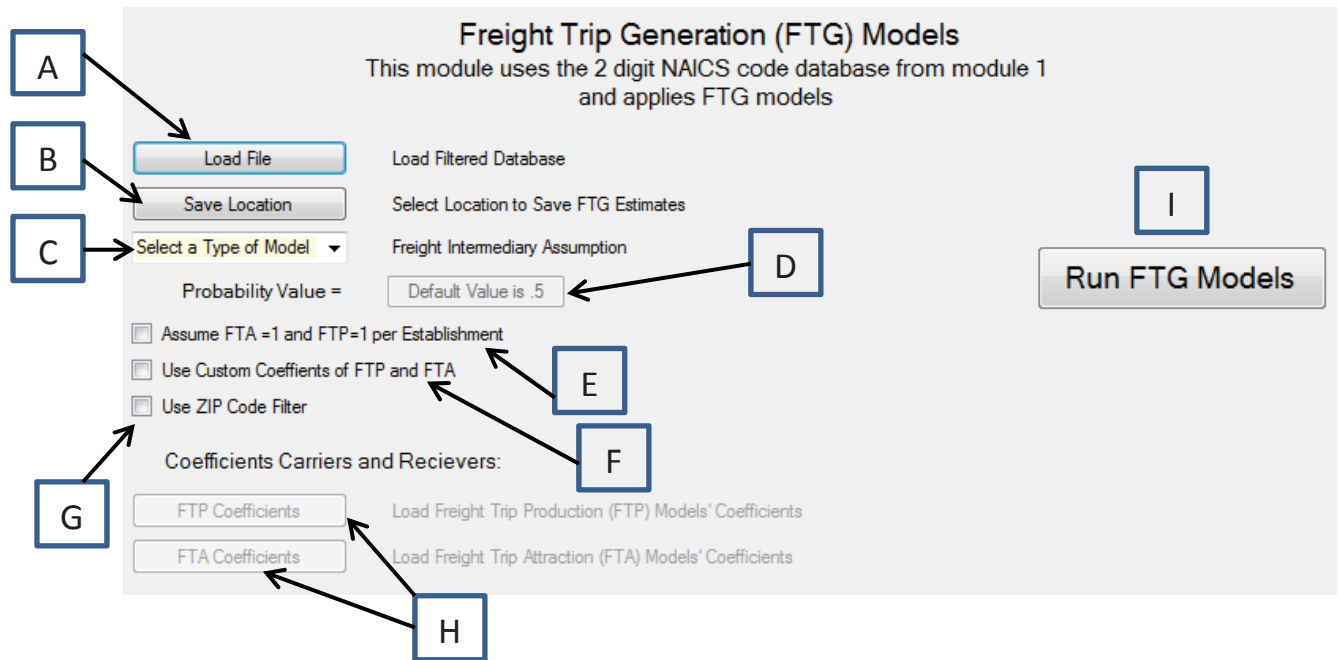 Freight Trip Generation (FTG) Models
This module uses the 2 digit NAICS code database from module 1
and applies FTG models
A
Load File Load Filtered Database
B
Save Location Select Location to Save FTG Estimates
I
C
Select a Type of Model Freight Intermediary Assumption
D
Probability Value = Default Value is .5
Run FTG Models
Assume FTA =1 and FTP=1 per Establishment
E
Use Custom Coeffients of FTP and FTA
Use ZIP Code Filter
F
Coefficients Carriers and Recievers:
G
FTP Coefficients Load Freight Trip Production (FTP) Models' Coefficients
FTA Coefficients Load Freight Trip Attraction (FTA) Models' Coefficients
H